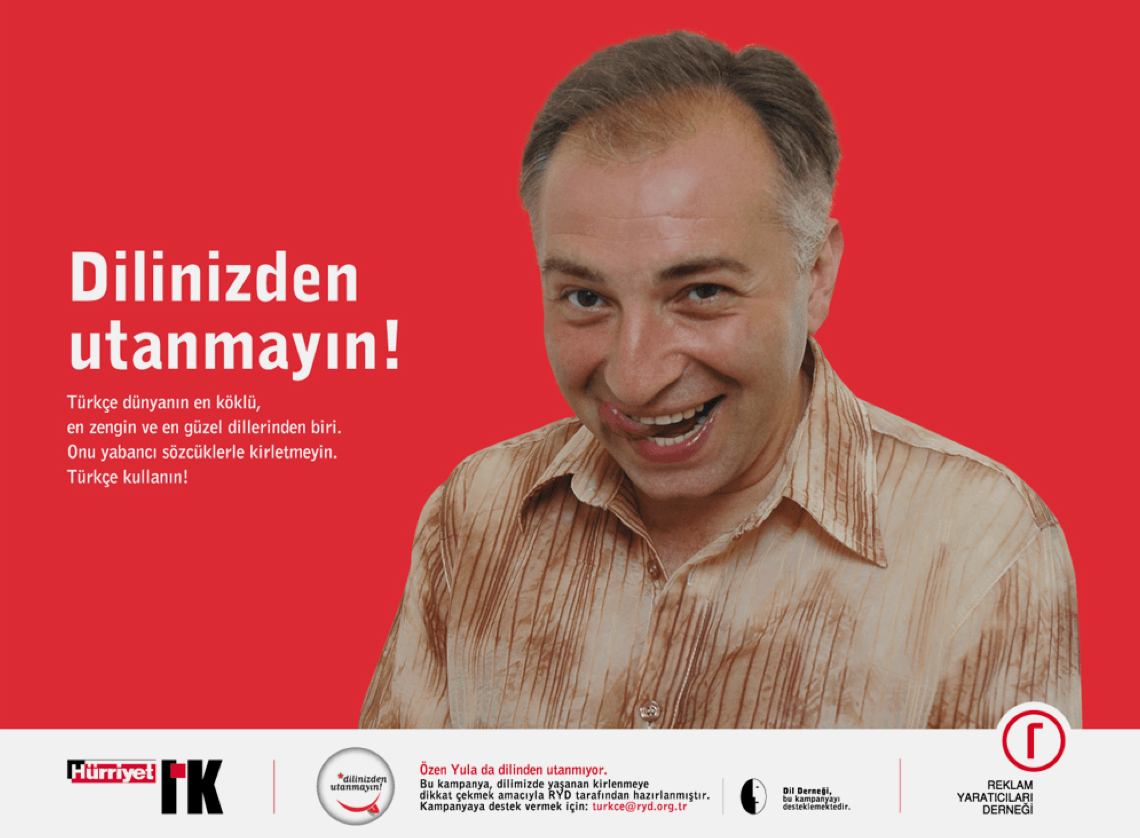 Dilinizden
utanmayın!
Türkçe dünyanın en köklü,
en zengin ve en güzel dillerinden biri.
Onu yabancı sözcüklerle kirletmeyin.
Türkçe kullanın!
Hürriyet
İK
*dilinizden
utanmayın!
Özen Yula da dilinden utanmıyor.
Bu kampanya, dilimizde yaşanan kirlenmeye
dikkat çekmek amacıyla RYD tarafından hazırlanmıştır.
Kampanyaya destek vermek için: turkce@ryd.org.tr
Dil Derneği,
bu kampanyayı
desteklemektedir.
r
REKLAM
YARATICILARI
DERNEĞİ